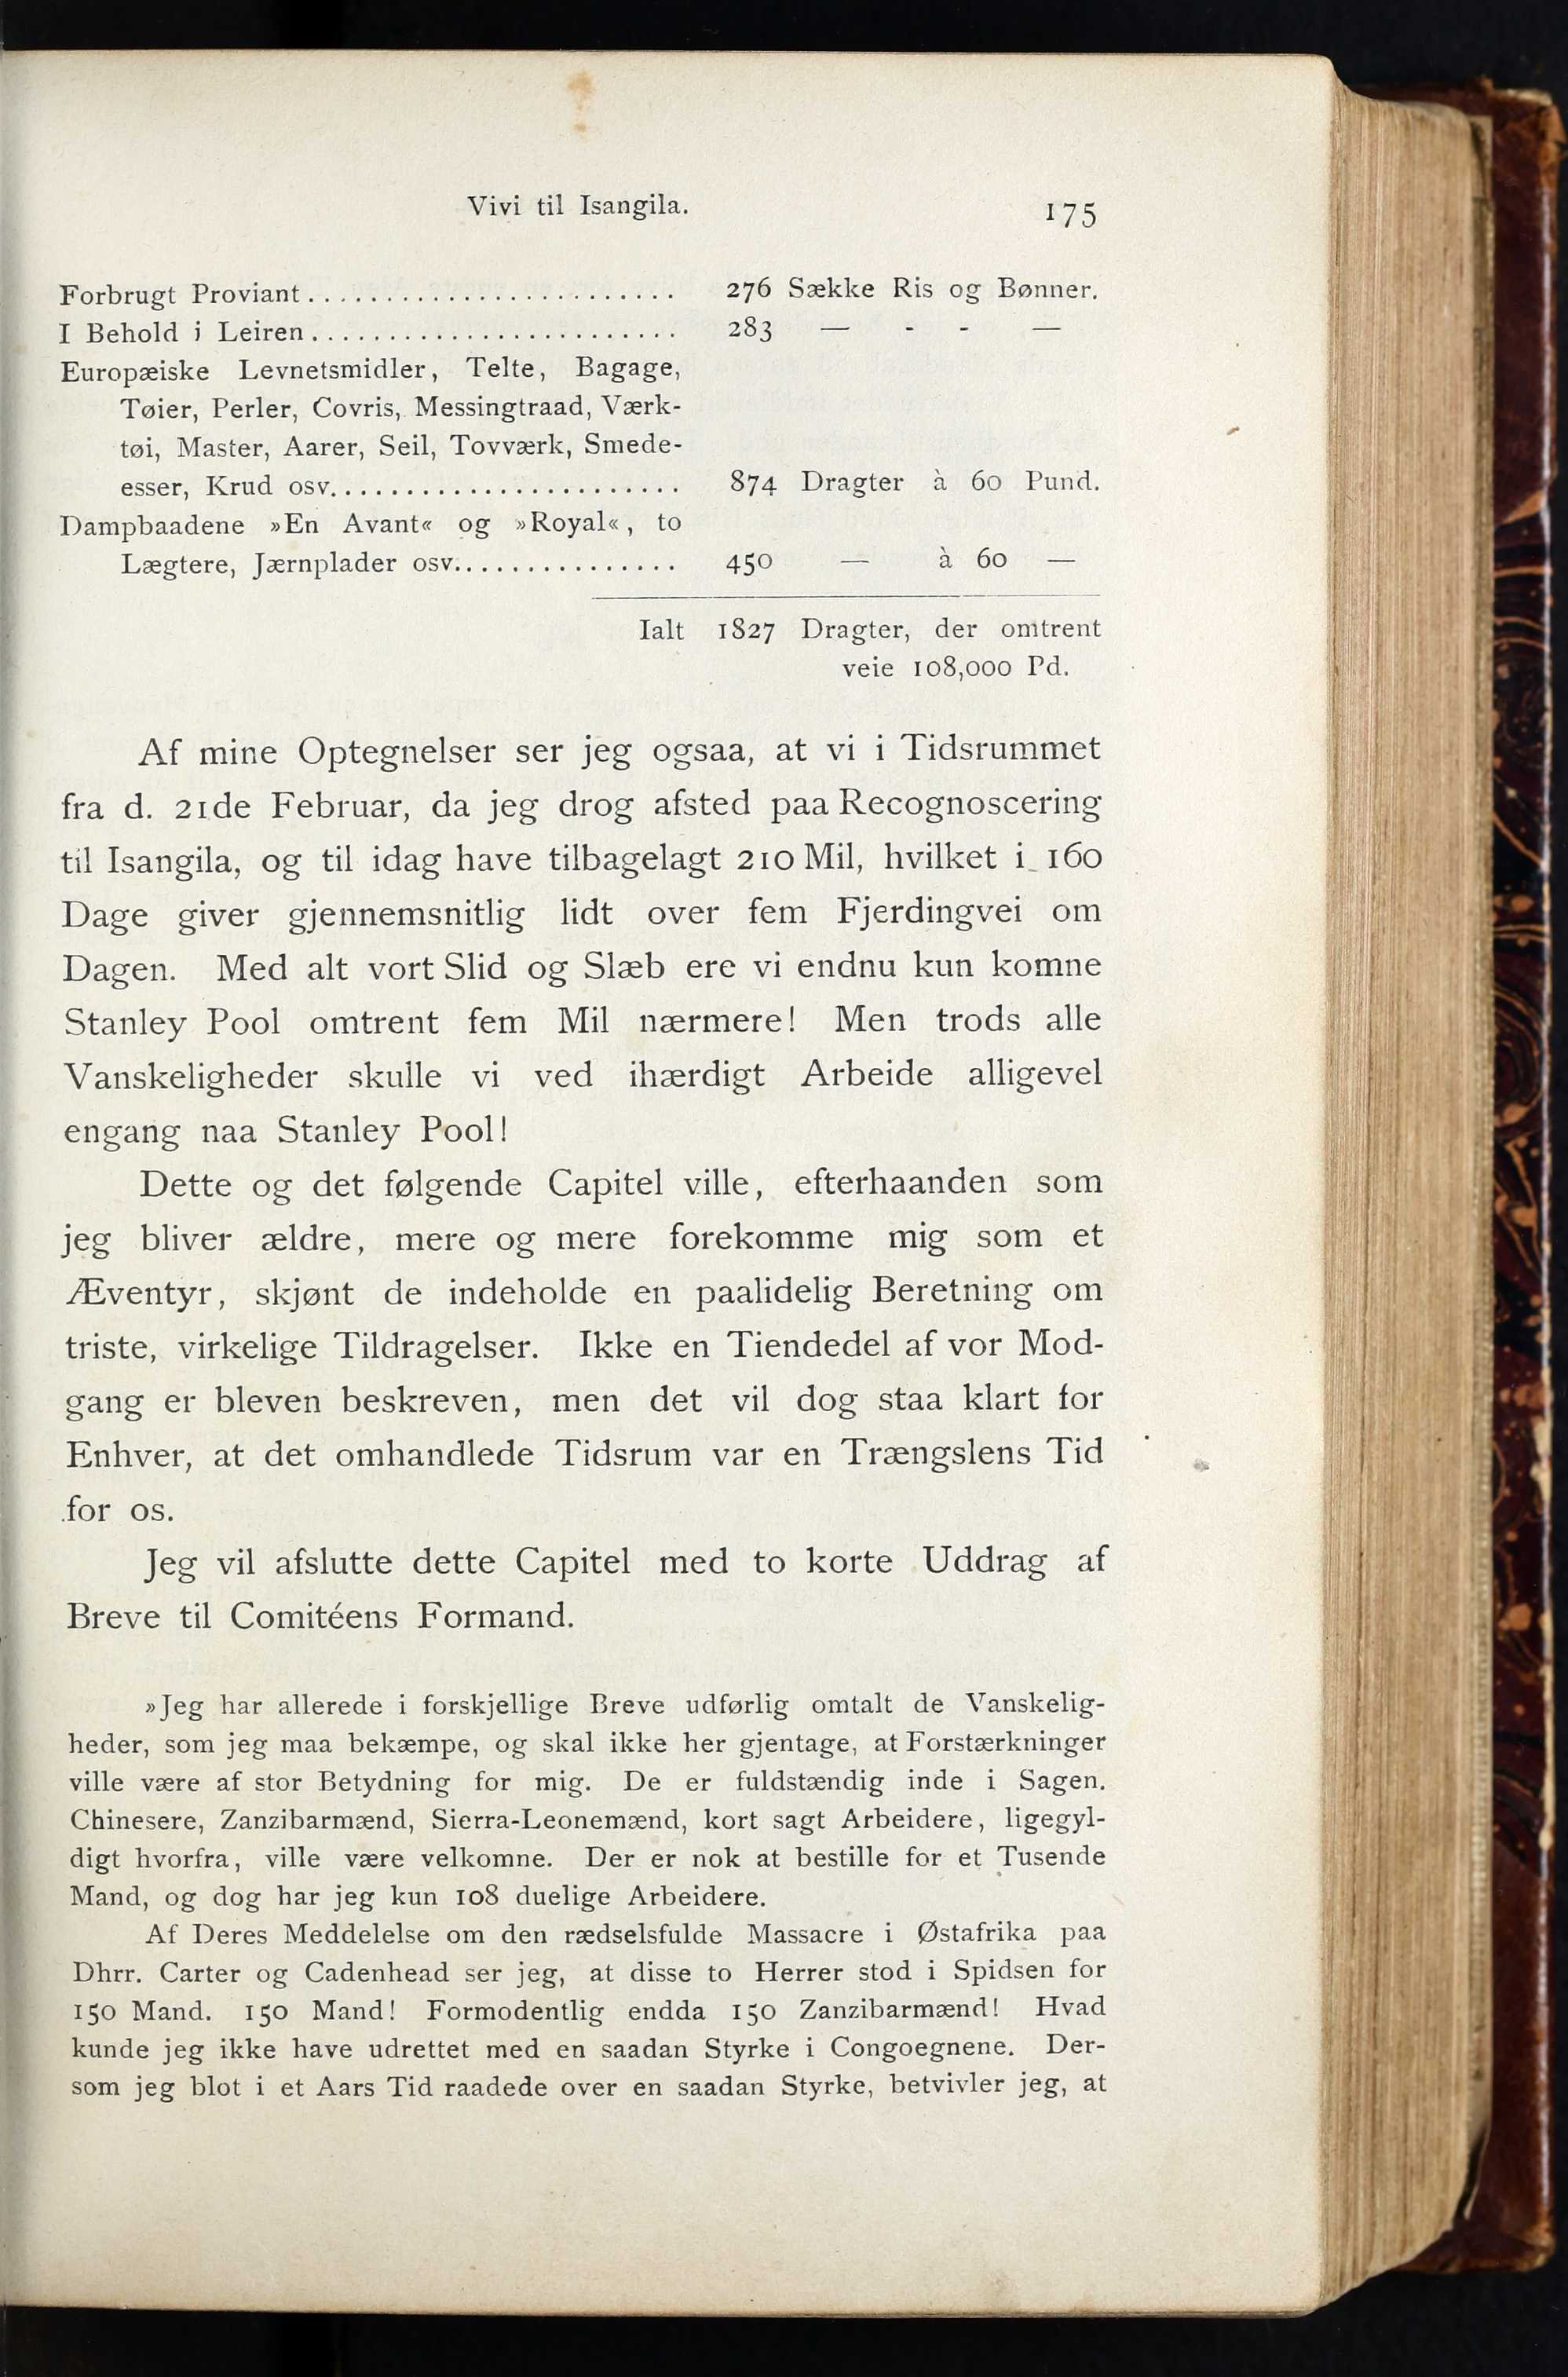 Vivi til Isangila. 175
Forbrugt Proviant........................ 276 Sække Ris og Bønner.
I Behold i Leiren........................ 283 — - - —
Europæiske Levnetsmidler, Telte, Bagage,
Tøier, Perler, Covris, Messingtraad, Værk-
tøi, Master, Aarer, Seil, Tovværk, Smede-
esser, Krud osv....................... 874 Dragter à 60 Pund.
Dampbaadene »En Avant« og »Royal«, to
Lægtere, Jærnplader osv............... 450 — à 60 —
Ialt 1827 Dragter, der omtrent
veie 108,000 Pd.
Af mine Optegnelser ser jeg ogsaa, at vi i Tidsrummet
fra d. 21de Februar, da jeg drog afsted paa Recognoscering
til Isangila, og til idag have tilbagelagt 210 Mil, hvilket i 160
Dage giver gjennemsnitlig lidt over fem Fjerdingvei om
Dagen. Med alt vort Slid og Slæb ere vi endnu kun komne
Stanley Pool omtrent fem Mil nærmere! Men trods alle
Vanskeligheder skulle vi ved ihærdigt Arbeide alligevel
engang naa Stanley Pool!
Dette og det følgende Capitel ville, efterhaanden som
jeg bliver ældre, mere og mere forekomme mig som et
Æventyr, skjønt de indeholde en paalidelig Beretning om
triste, virkelige Tildragelser. Ikke en Tiendedel af vor Mod-
gang er bleven beskreven, men det vil dog staa klart for
Enhver, at det omhandlede Tidsrum var en Trængslens Tid
for os.
Jeg vil afslutte dette Capitel med to korte Uddrag af
Breve til Comitéens Formand.
»Jeg har allerede i forskjellige Breve udførlig omtalt de Vanskelig-
heder, som jeg maa bekæmpe, og skal ikke her gjentage, at Forstærkninger
ville være af stor Betydning for mig. De er fuldstændig inde i Sagen.
Chinesere, Zanzibarmænd, Sierra-Leonemænd, kort sagt Arbeidere, ligegyl-
digt hvorfra, ville være velkomne. Der er nok at bestille for et Tusende
Mand, og dog har jeg kun 108 duelige Arbeidere.
Af Deres Meddelelse om den rædselsfulde Massacre i Østafrika paa
Dhrr. Carter og Cadenhead ser jeg, at disse to Herrer stod i Spidsen for
150 Mand. 150 Mand! Formodentlig endda 150 Zanzibarmænd! Hvad
kunde jeg ikke have udrettet med en saadan Styrke i Congoegnene. Der-
som jeg blot i et Aars Tid raadede over en saadan Styrke, betvivler jeg, at